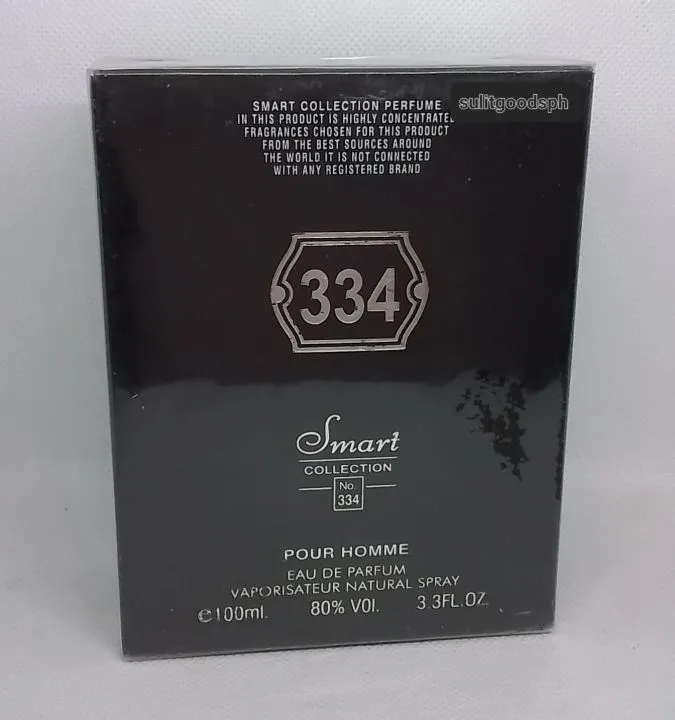 sulitgoodsph
SMART COLLECTION PERFUME
IN THIS PRODUCT IS HIGHLY CONCENTRATED
FRAGRANCES CHOSEN FOR THIS PRODUCT
FROM THE BEST SOURCES AROUND
THE WORLD IT IS NOT CONNECTED
WITH ANY REGISTERED BRAND
334
Smart
COLLECTION
No.
334
POUR HOMME
EAU DE PARFUM
VAPORISATEUR NATURAL SPRAY
℮100ml. 80% VOl. 3.3FL.OZ.